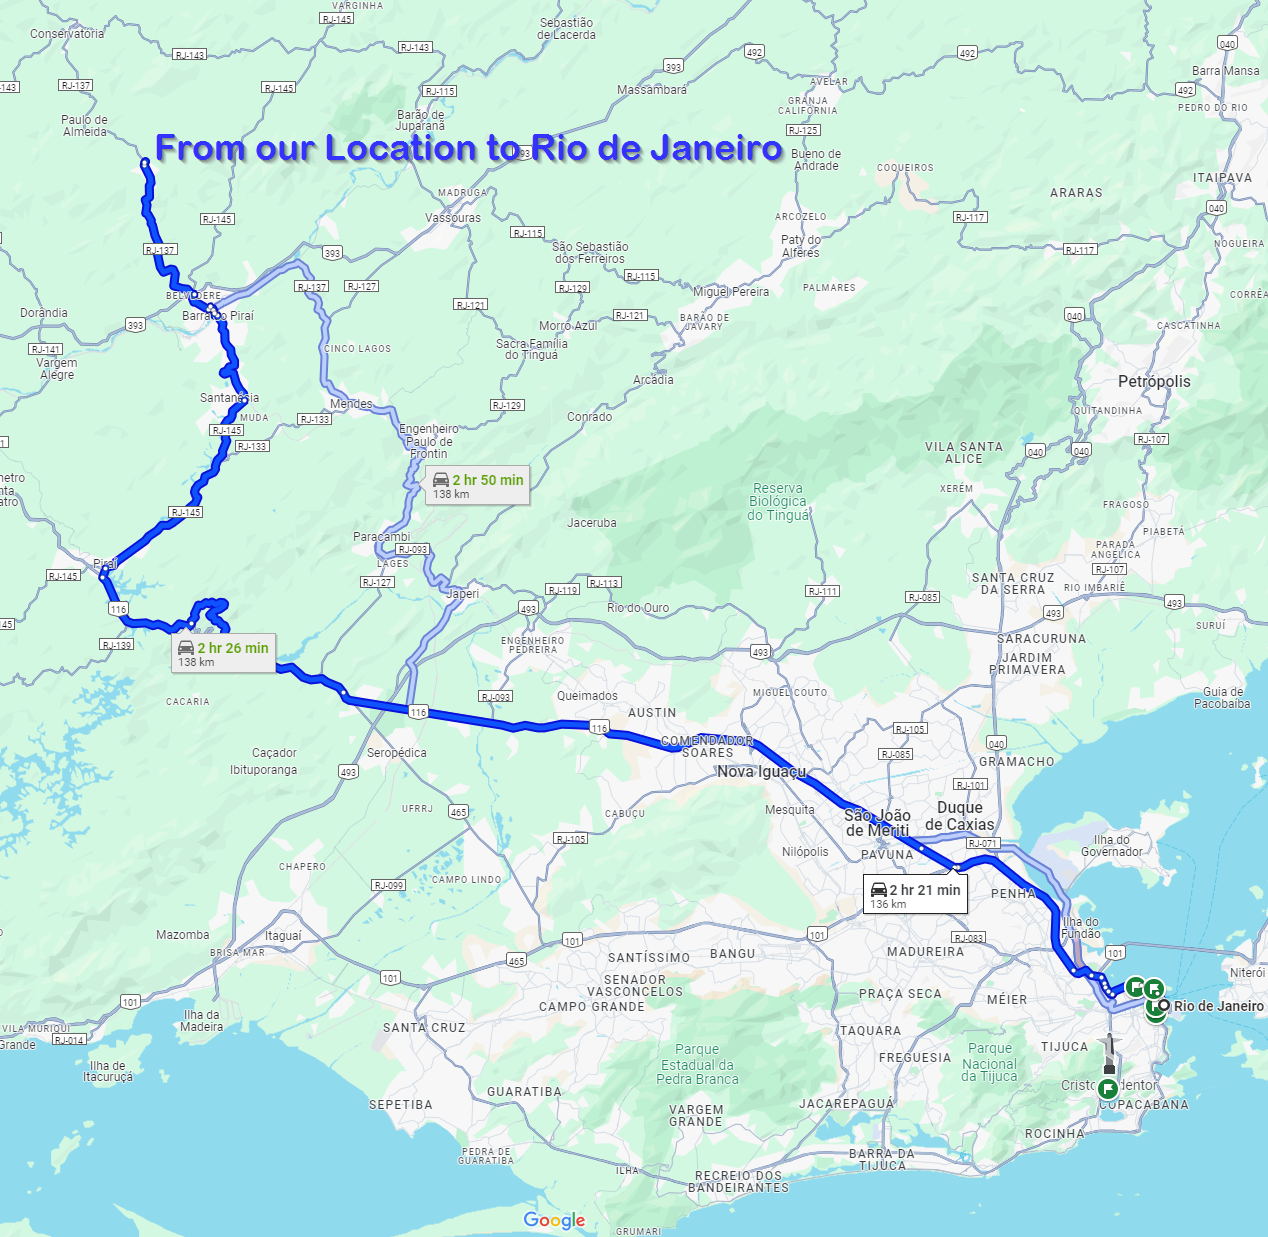 VARGINHA
RJ-145
Conservatória
Sebastião
de Lacerda
RJ-143
RJ-143
492
492
040
393
Barra Mansa
-143
RJ-137
RJ-145
RJ-115
Massambará
AVELAR
492
GRANJA
CALIFORNIA
PEDRO DO RIO
Paulo de
Almeida
Barão de
Juparanã
RJ-125
From our Location to Rio de Janeiro
393
Bueno de
Andrade
COQUEIROS
ITAIPAVA
MADRUGA
ARARAS
040
RJ-145
Vassouras
ARCOZELO
RJ-117
RJ-115
RJ-137
393
São Sebastião
dos Ferreiros
Paty do
Alferes
RJ-117
NOGUEIRA
RJ-115
BELVEDERE
RJ-137
RJ-127
RJ-129
Miguel Pereira
PALMARES
CORRÊA
RJ-121
Dorândia
Barra do Piraí
RJ-121
BARÃO DE
JAVARY
040
393
Morro Azul
CASCATINHA
RJ-141
CINCO LAGOS
Sacra Família
do Tinguá
Vargem
Alegre
Arcádia
Petrópolis
Santanésia
Mendes
RJ-129
QUITANDINHA
MUDA
RJ-133
Conrado
RJ-145
RJ-133
Engenheiro
Paulo de
Frontin
VILA SANTA
ALICE
040
040
RJ-107
2 hr 50 min
138 km
Reserva
Biológica
do Tinguá
XERÉM
FRAGOSO
RJ-145
Jaceruba
PIABETÁ
Paracambi
RJ-093
LAGES
PARADA
ANGÉLICA
RJ-107
Piraí
RJ-145
RJ-127
RJ-113
RJ-119
SANTA CRUZ
DA SERRA
RIO IMBARIÊ
Japeri
RJ-111
RJ-085
493
116
493
Rio do Ouro
493
SURUÍ
RJ-139
2 hr 26 min
138 km
ENGENHEIRO
PEDREIRA
493
SARACURUNA
JARDIM
PRIMAVERA
CACARIA
RJ-093
Queimados
MIGUEL COUTO
Guia de
Pacobaíba
116
AUSTIN
116
RJ-105
COMENDADOR
SOARES
040
Caçador
Seropédica
RJ-085
GRAMACHO
Ibituporanga
493
Nova Iguaçu
RJ-101
UFRRJ
465
CABUÇU
Mesquita
São João
de Meriti
Duque
de Caxias
RJ-105
Nilópolis
PAVUNA
RJ-071
Ilha do
Governador
CHAPERO
RJ-099
CAMPO LINDO
2 hr 21 min
136 km
PENHA
Ilha do
Fundão
Mazomba
Itaguaí
101
101
RJ-083
BRISA MAR
465
SANTÍSSIMO
BANGU
MADUREIRA
101
Niterói
101
SENADOR
VASCONCELOS
PRAÇA SECA
MÉIER
101
CAMPO GRANDE
Rio de Janeiro
Ilha da
Madeira
SANTA CRUZ
VILA MURIQUI
RJ-014
Grande
TAQUARA
TIJUCA
Ilha de
Itacuruçá
Parque
Estadual da
Pedra Branca
FREGUESIA
Parque
Nacional
da Tijuca
GUARATIBA
SEPETIBA
VARGEM
GRANDE
JACAREPAGUÁ
COPACABANA
ROCINHA
PEDRA DE
GUARATIBA
BARRA DA
TIJUCA
ILHA
RECREIO DOS
BANDEIRANTES
Google
GRUMARI